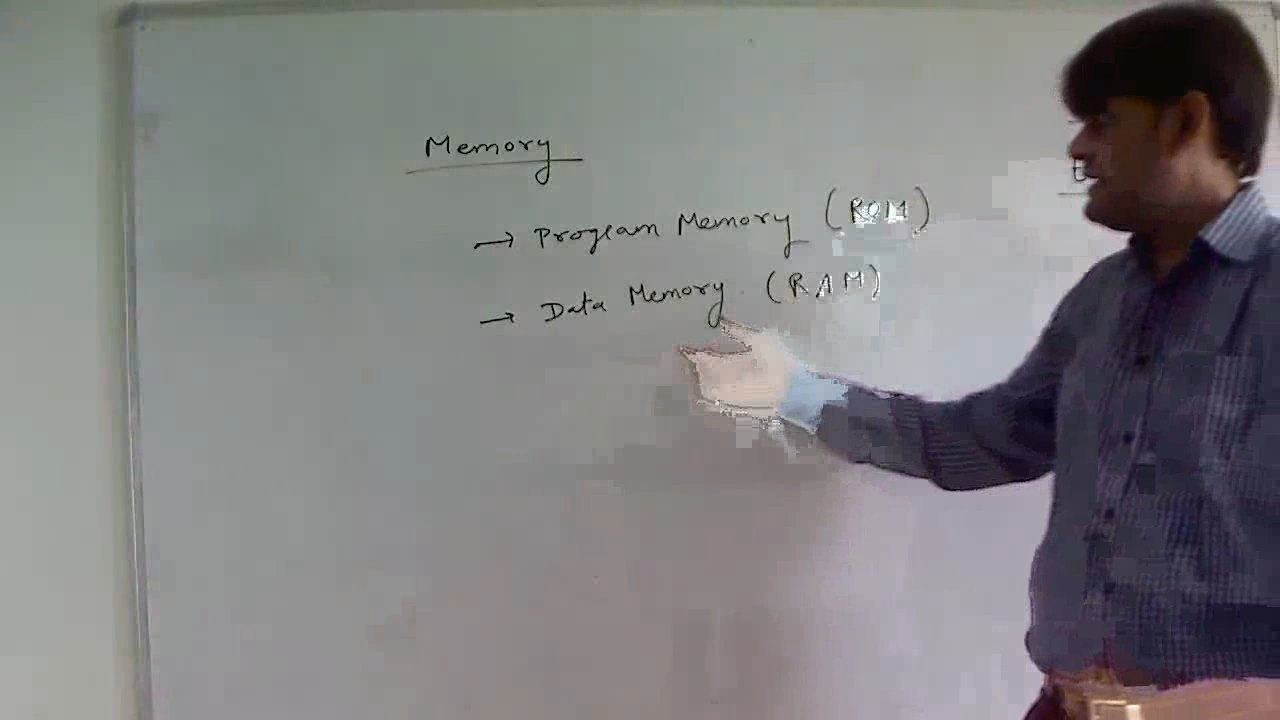 Memory
→ Program Memory (ROM)
→ Data Memory (RAM)